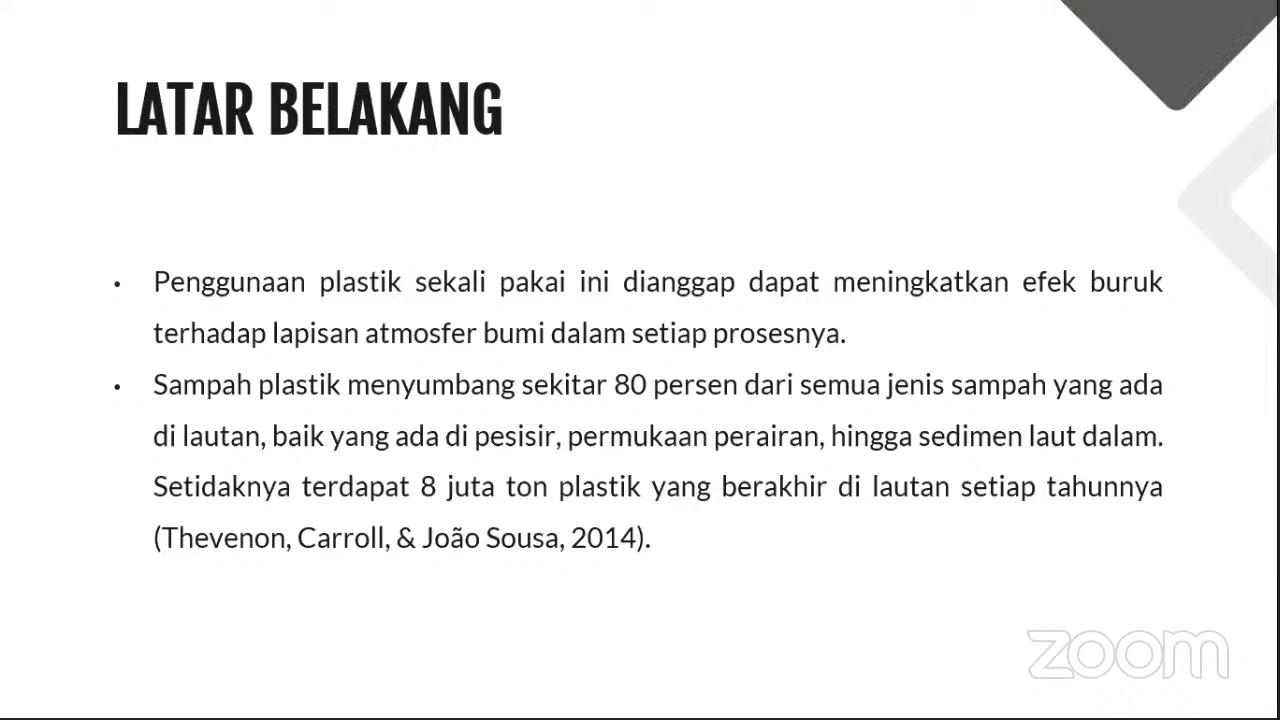 LATAR BELAKANG
• Penggunaan plastik sekali pakai ini dianggap dapat meningkatkan efek buruk
terhadap lapisan atmosfer bumi dalam setiap prosesnya.
• Sampah plastik menyumbang sekitar 80 persen dari semua jenis sampah yang ada
di lautan, baik yang ada di pesisir, permukaan perairan, hingga sedimen laut dalam.
Setidaknya terdapat 8 juta ton plastik yang berakhir di lautan setiap tahunnya
(Thevenon, Carroll, & João Sousa, 2014).
zoom